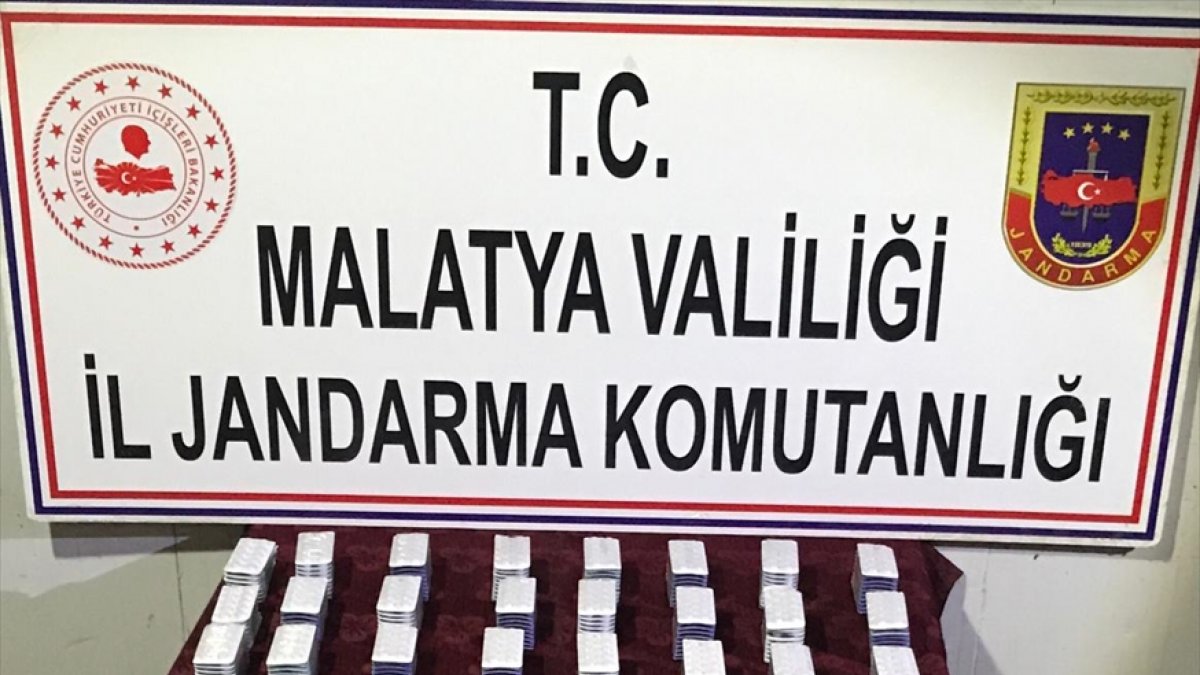 T.C.
MALATYA VALİLİĞİ
İL JANDARMA KOMUTANLIĞI
TÜRKİYE CUMHURİYETİ İÇİŞLERİ BAKANLIĞI
JANDARMA